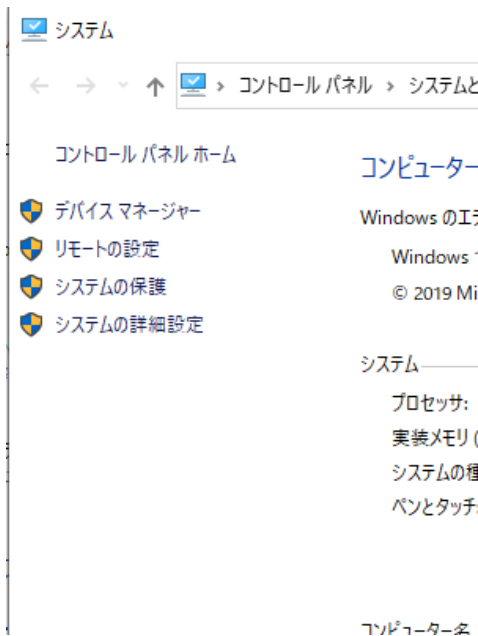 システム
コントロール パネル › システムと
コントロール パネル ホーム
デバイス マネージャー
リモートの設定
システムの保護
システムの詳細設定
コンピューター
Windows のエデ
Windows 1
© 2019 Mi
システム
プロセッサ:
実装メモリ (
システムの種
ペンとタッチ:
コンピューター名